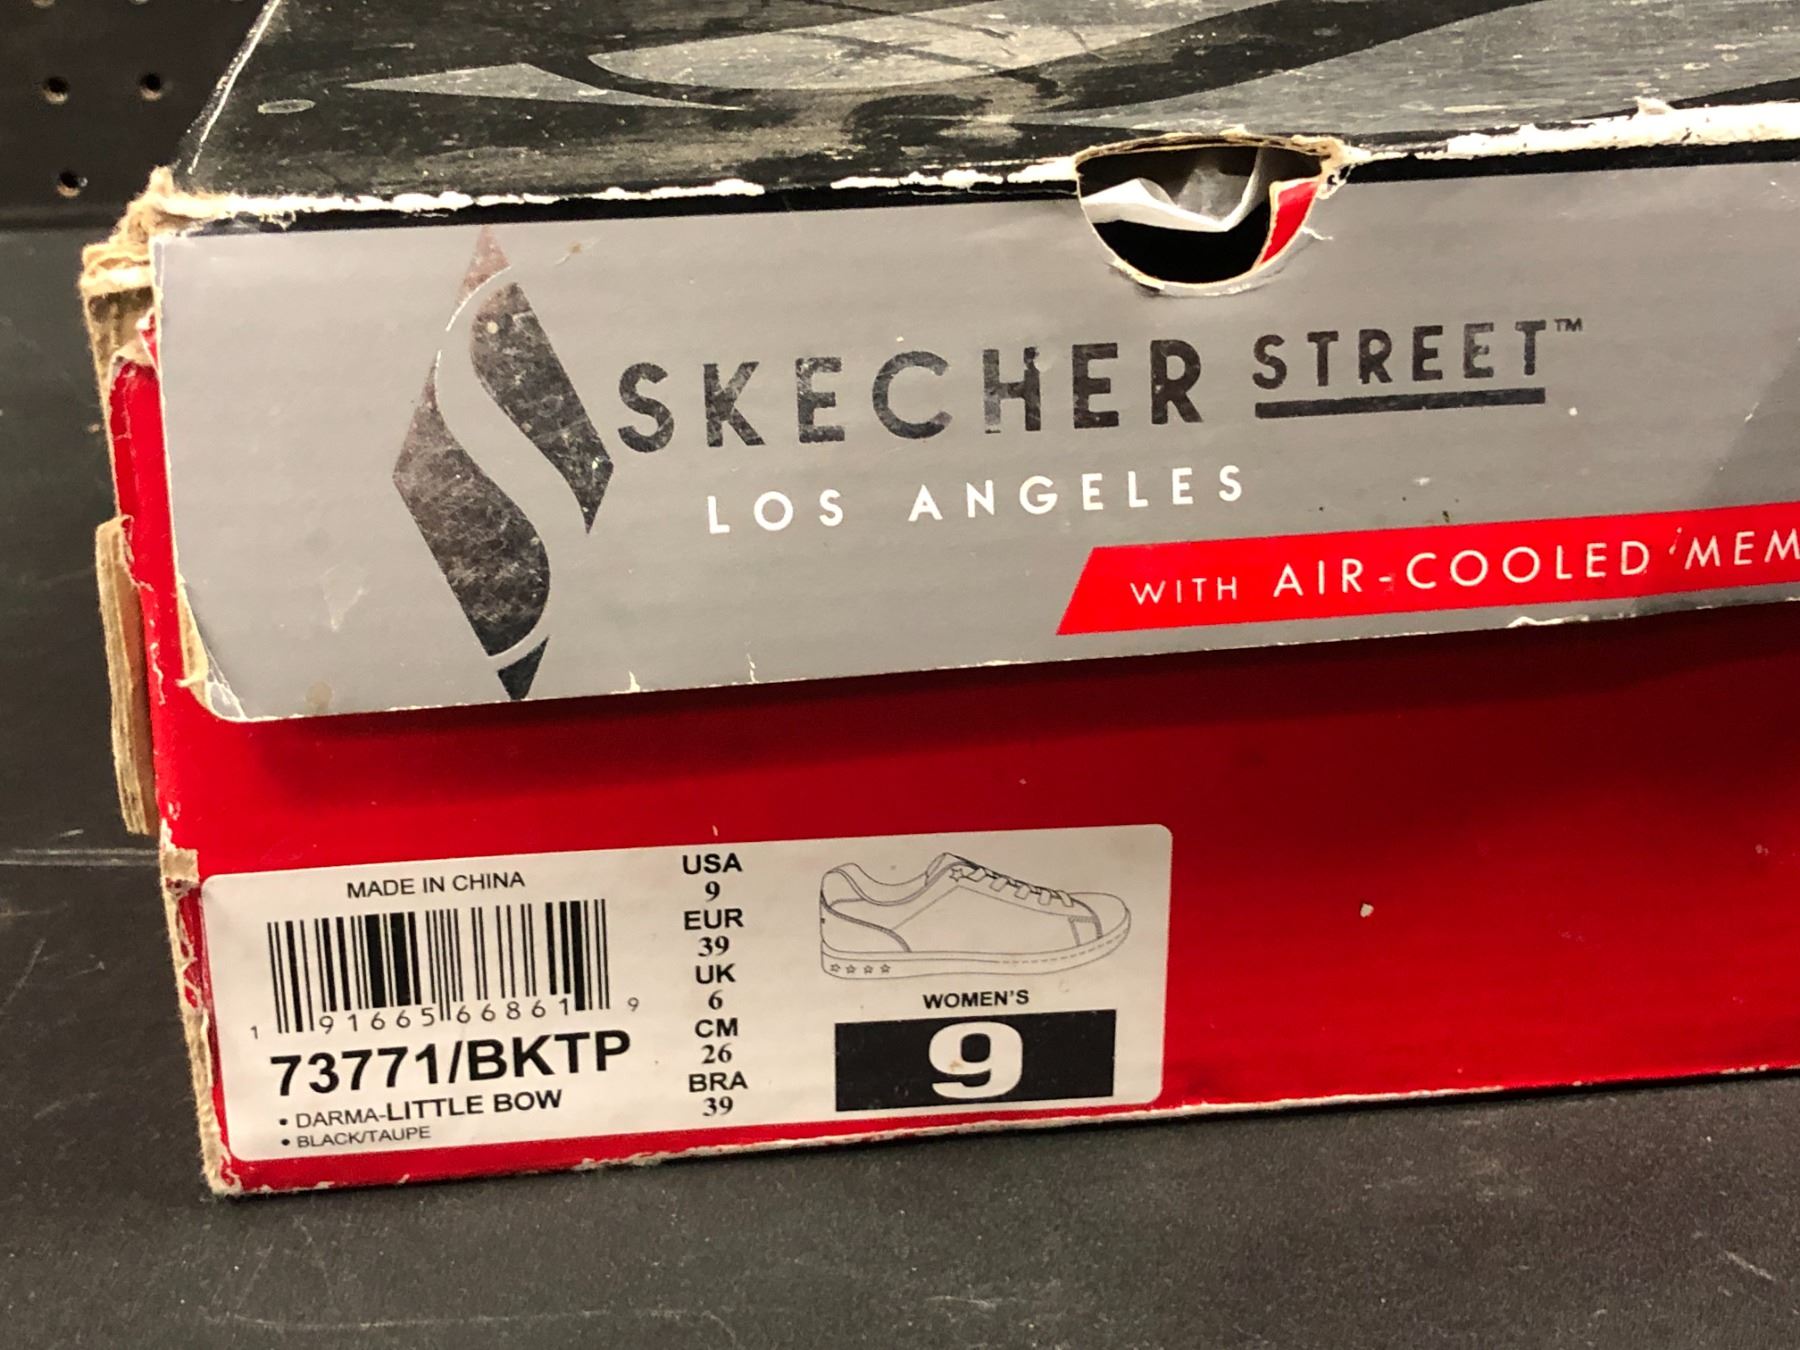 SKECHER STREET™
LOS ANGELES
WITH AIR-COOLED MEM
MADE IN CHINA
1 91665 66861 9
73771/BKTP
• DARMA-LITTLE BOW
• BLACK/TAUPE
USA
9
EUR
39
UK
6
CM
26
BRA
39
WOMEN'S
9